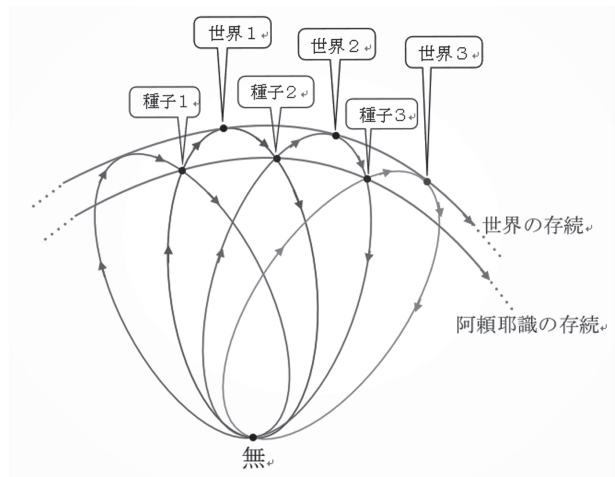 世界１
世界２
世界３
種子１
種子２
種子３
世界の存続
阿頼耶識の存続
無